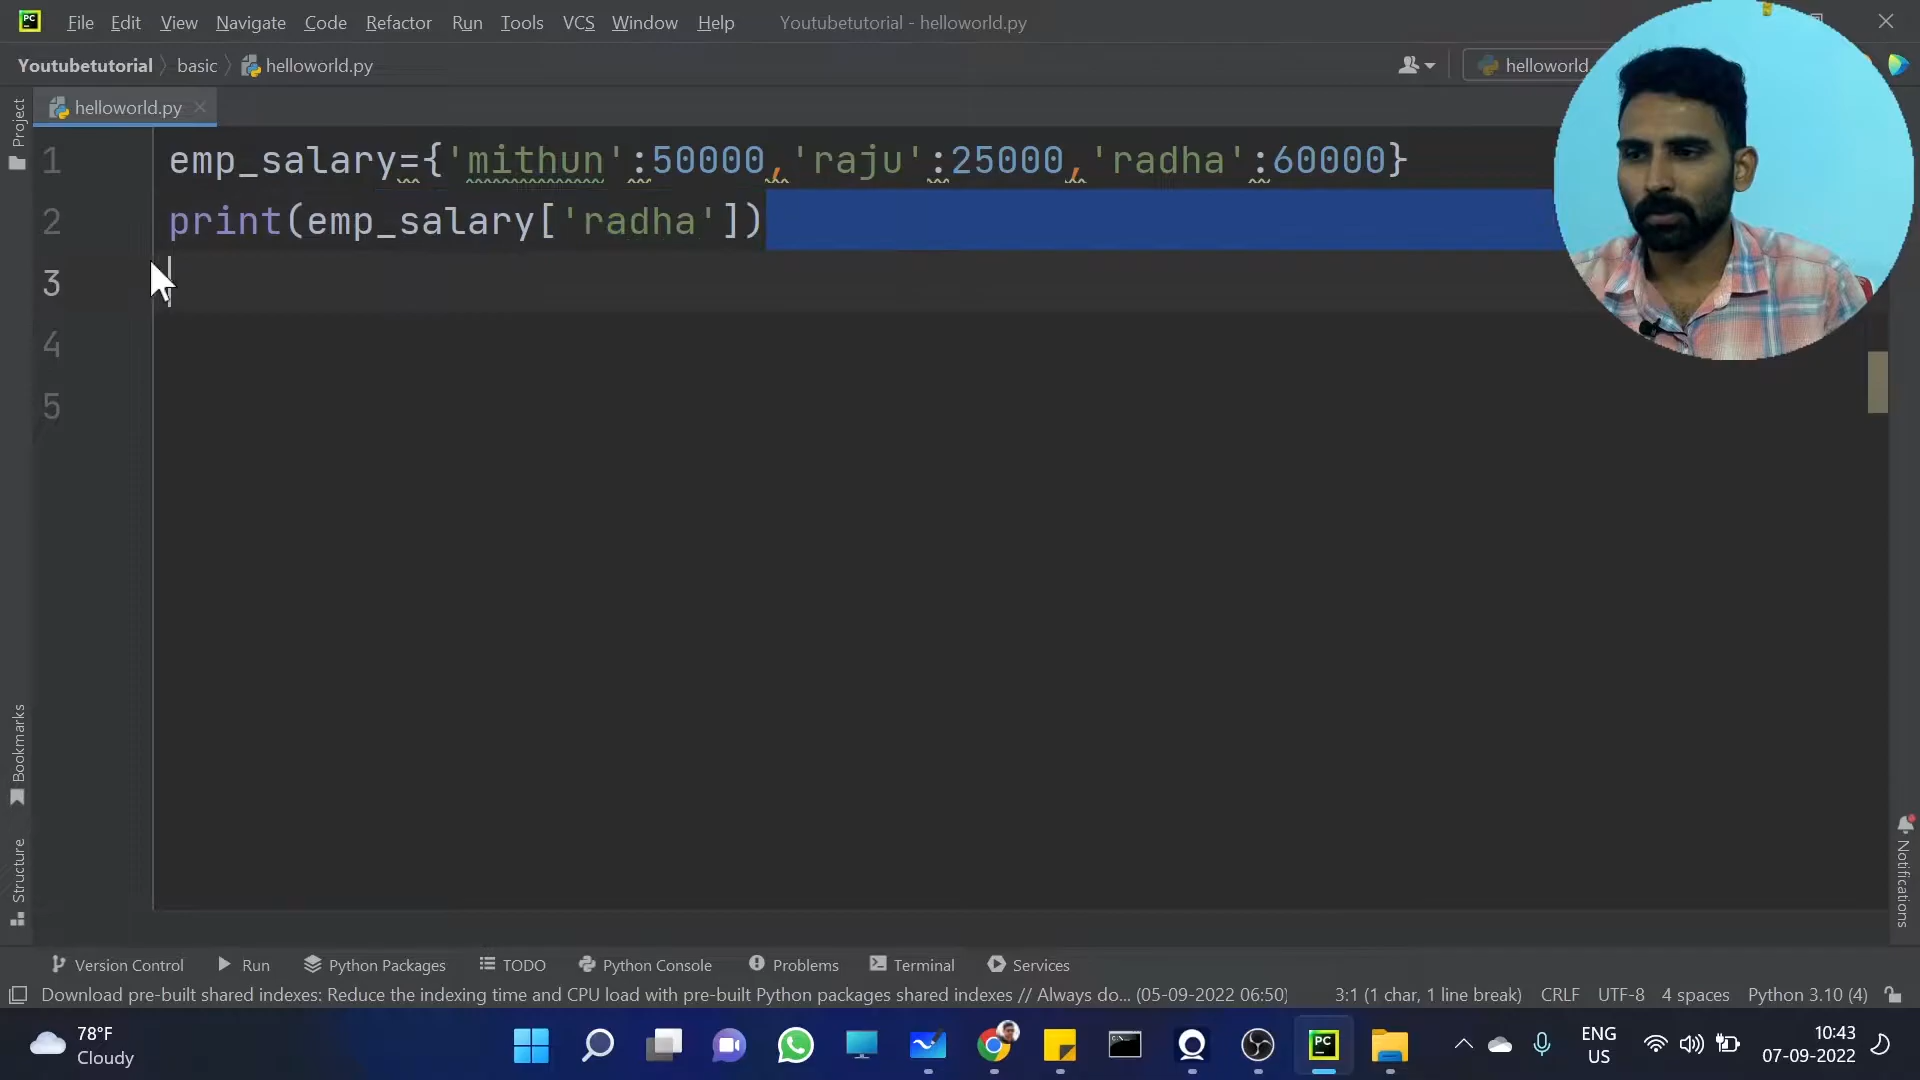 File Edit View Navigate Code Refactor Run Tools VCS Window Help Youtubetutorial - helloworld.py
Youtubetutorial basic helloworld.py helloworld
helloworld.py
Project
1 emp_salary={'mithun':50000,'raju':25000,'radha':60000}
2 print(emp_salary['radha'])
3
4
5
Bookmarks
Structure
Notifications
Version Control Run Python Packages TODO Python Console Problems Terminal Services
Download pre-built shared indexes: Reduce the indexing time and CPU load with pre-built Python packages shared indexes // Always do... (05-09-2022 06:50) 3:1 (1 char, 1 line break) CRLF UTF-8 4 spaces Python 3.10 (4)
78°F
Cloudy
ENG
US
10:43
07-09-2022